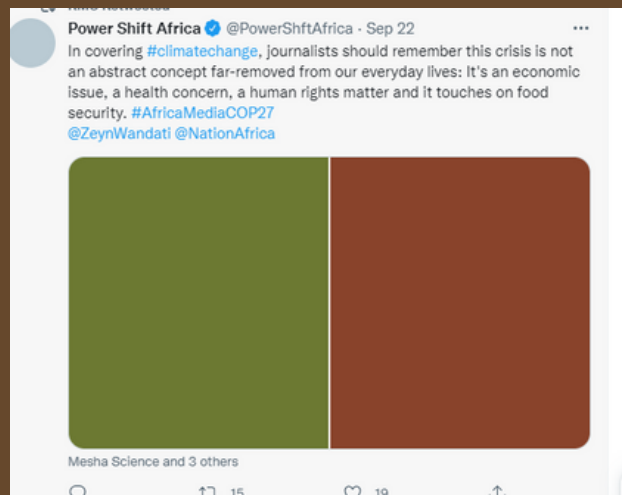 Power Shift Africa @PowerShftAfrica · Sep 22
In covering #climatechange, journalists should remember this crisis is not
an abstract concept far-removed from our everyday lives: It's an economic
issue, a health concern, a human rights matter and it touches on food
security. #AfricaMediaCOP27
@ZeynWandati @NationAfrica
Mesha Science and 3 others
15 19